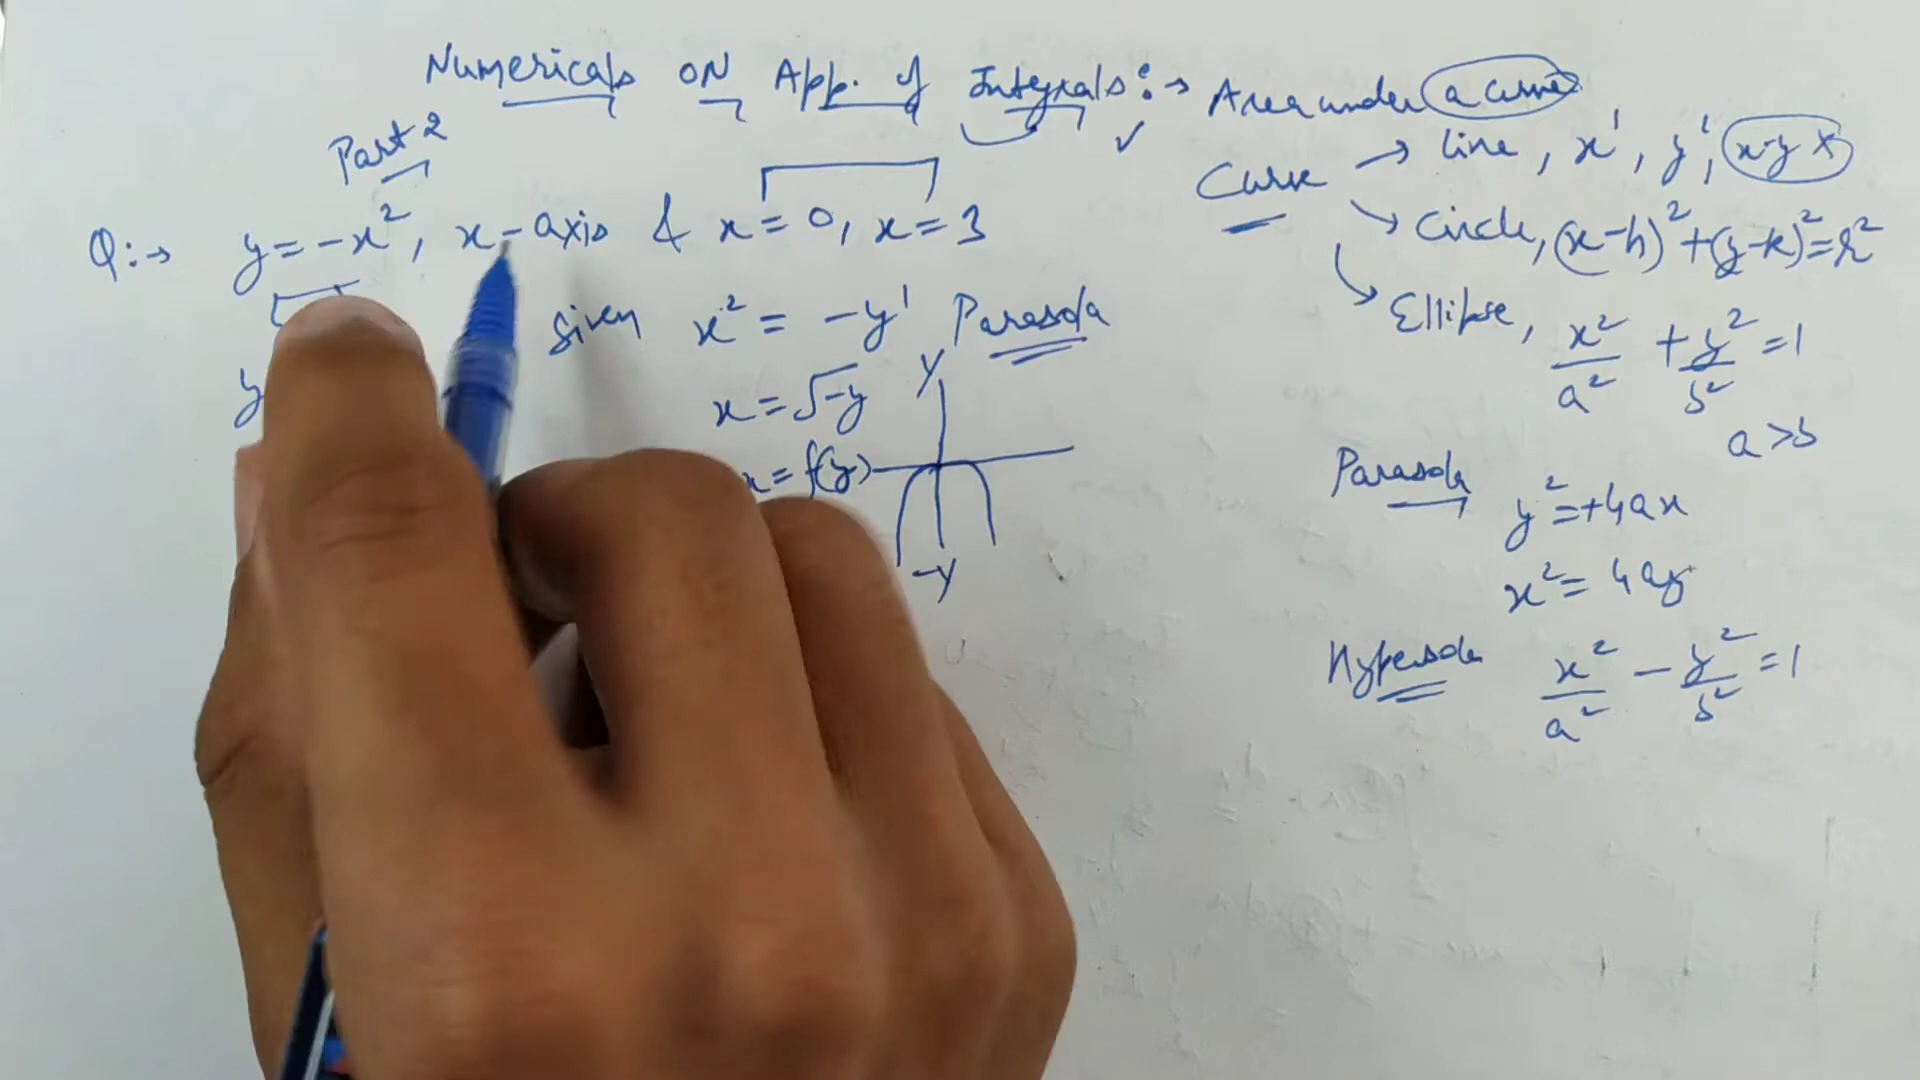 Numericals ON App. of Integrals :→ Area under a curve
Part 2
Q:→ y = -x², x-axis & x = 0, x = 3
given x² = -y' Parabola
y
x = √-y
x = f(y)
Y
-Y
Curve → line, x', y', x-y x
→ Circle, (x-h)² + (y-k)² = r²
→ Ellipse, x²/a² + y²/b² = 1
a > b
Parabola y² = +4ax
x² = 4ay
Hyperbola x²/a² - y²/b² = 1